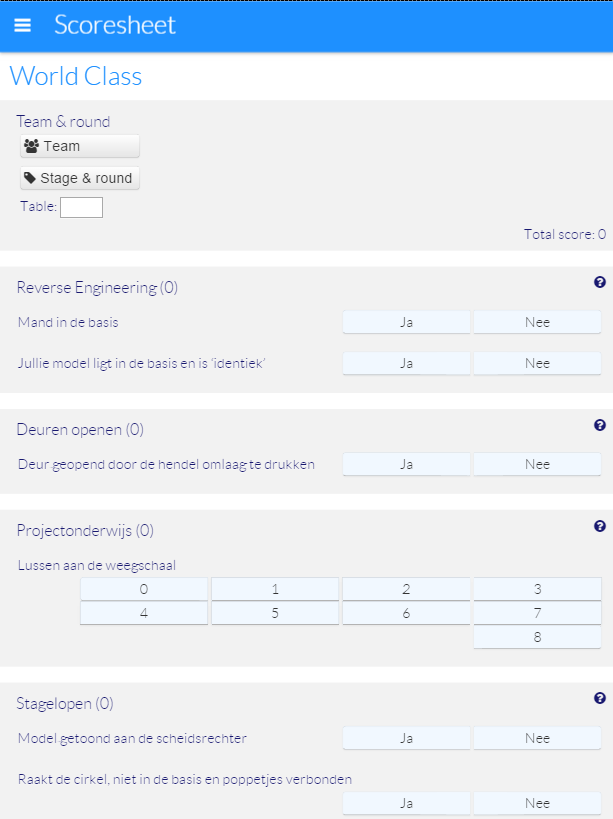 Scoresheet
World Class
Team & round
Team
Stage & round
Table:
Total score: 0
Reverse Engineering (0)
Mand in de basis Ja Nee
Jullie model ligt in de basis en is 'identiek' Ja Nee
Deuren openen (0)
Deur geopend door de hendel omlaag te drukken Ja Nee
Projectonderwijs (0)
Lussen aan de weegschaal
0 1 2 3
4 5 6 7
8
Stagelopen (0)
Model getoond aan de scheidsrechter Ja Nee
Raakt de cirkel, niet in de basis en poppetjes verbonden
Ja Nee